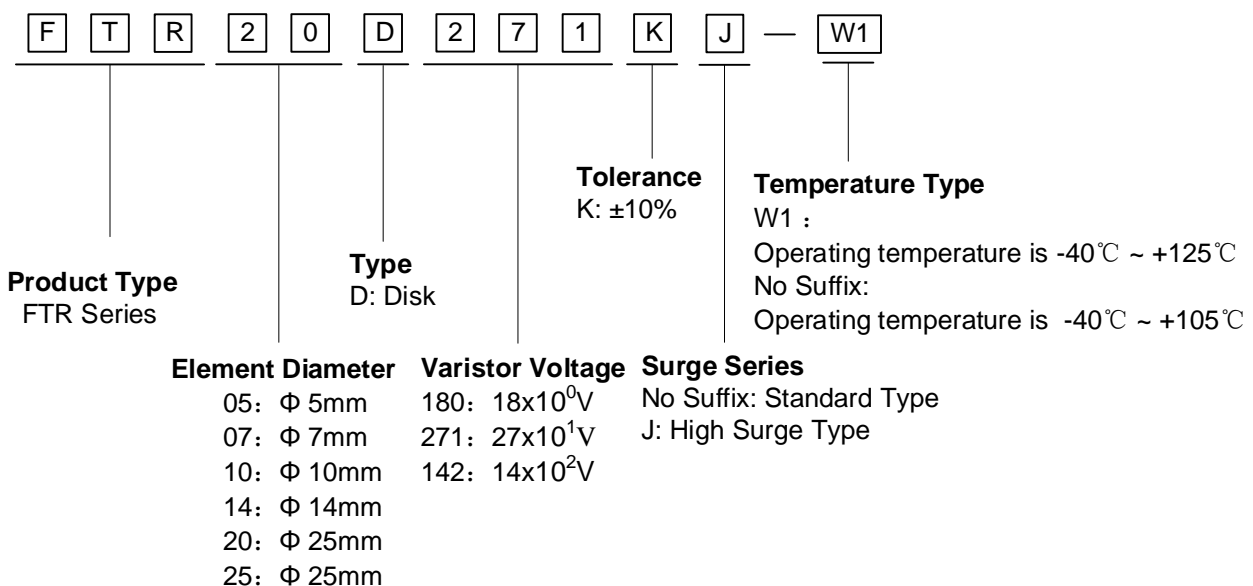 F T R 2 0 D 2 7 1 K J — W1
Tolerance
K: ±10%
Temperature Type
W1：
Operating temperature is -40℃ ~ +125℃
No Suffix:
Operating temperature is -40℃ ~ +105℃
Type
D: Disk
Product Type
FTR Series
Element Diameter
05：Φ 5mm
07：Φ 7mm
10：Φ 10mm
14：Φ 14mm
20：Φ 25mm
25：Φ 25mm
Varistor Voltage
180：18x10⁰V
271：27x10¹V
142：14x10²V
Surge Series
No Suffix: Standard Type
J: High Surge Type